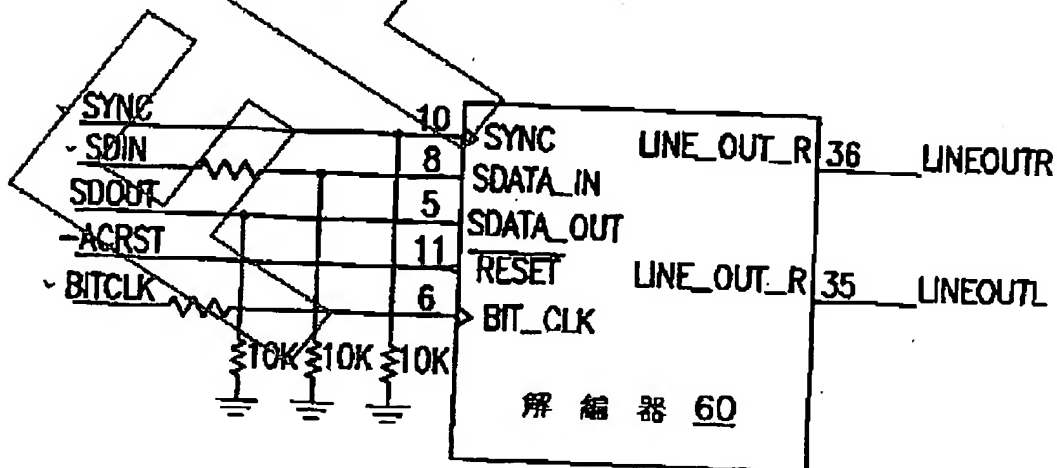 SYNC
10
SYNC
LINE_OUT_R
36
LINEOUTR
-SDIN
8
SDATA_IN
SDOUT
5
SDATA_OUT
-ACRST
11
RESET
LINE_OUT_R
35
LINEOUTL
BITCLK
6
BIT_CLK
10K
10K
10K
解編器 60